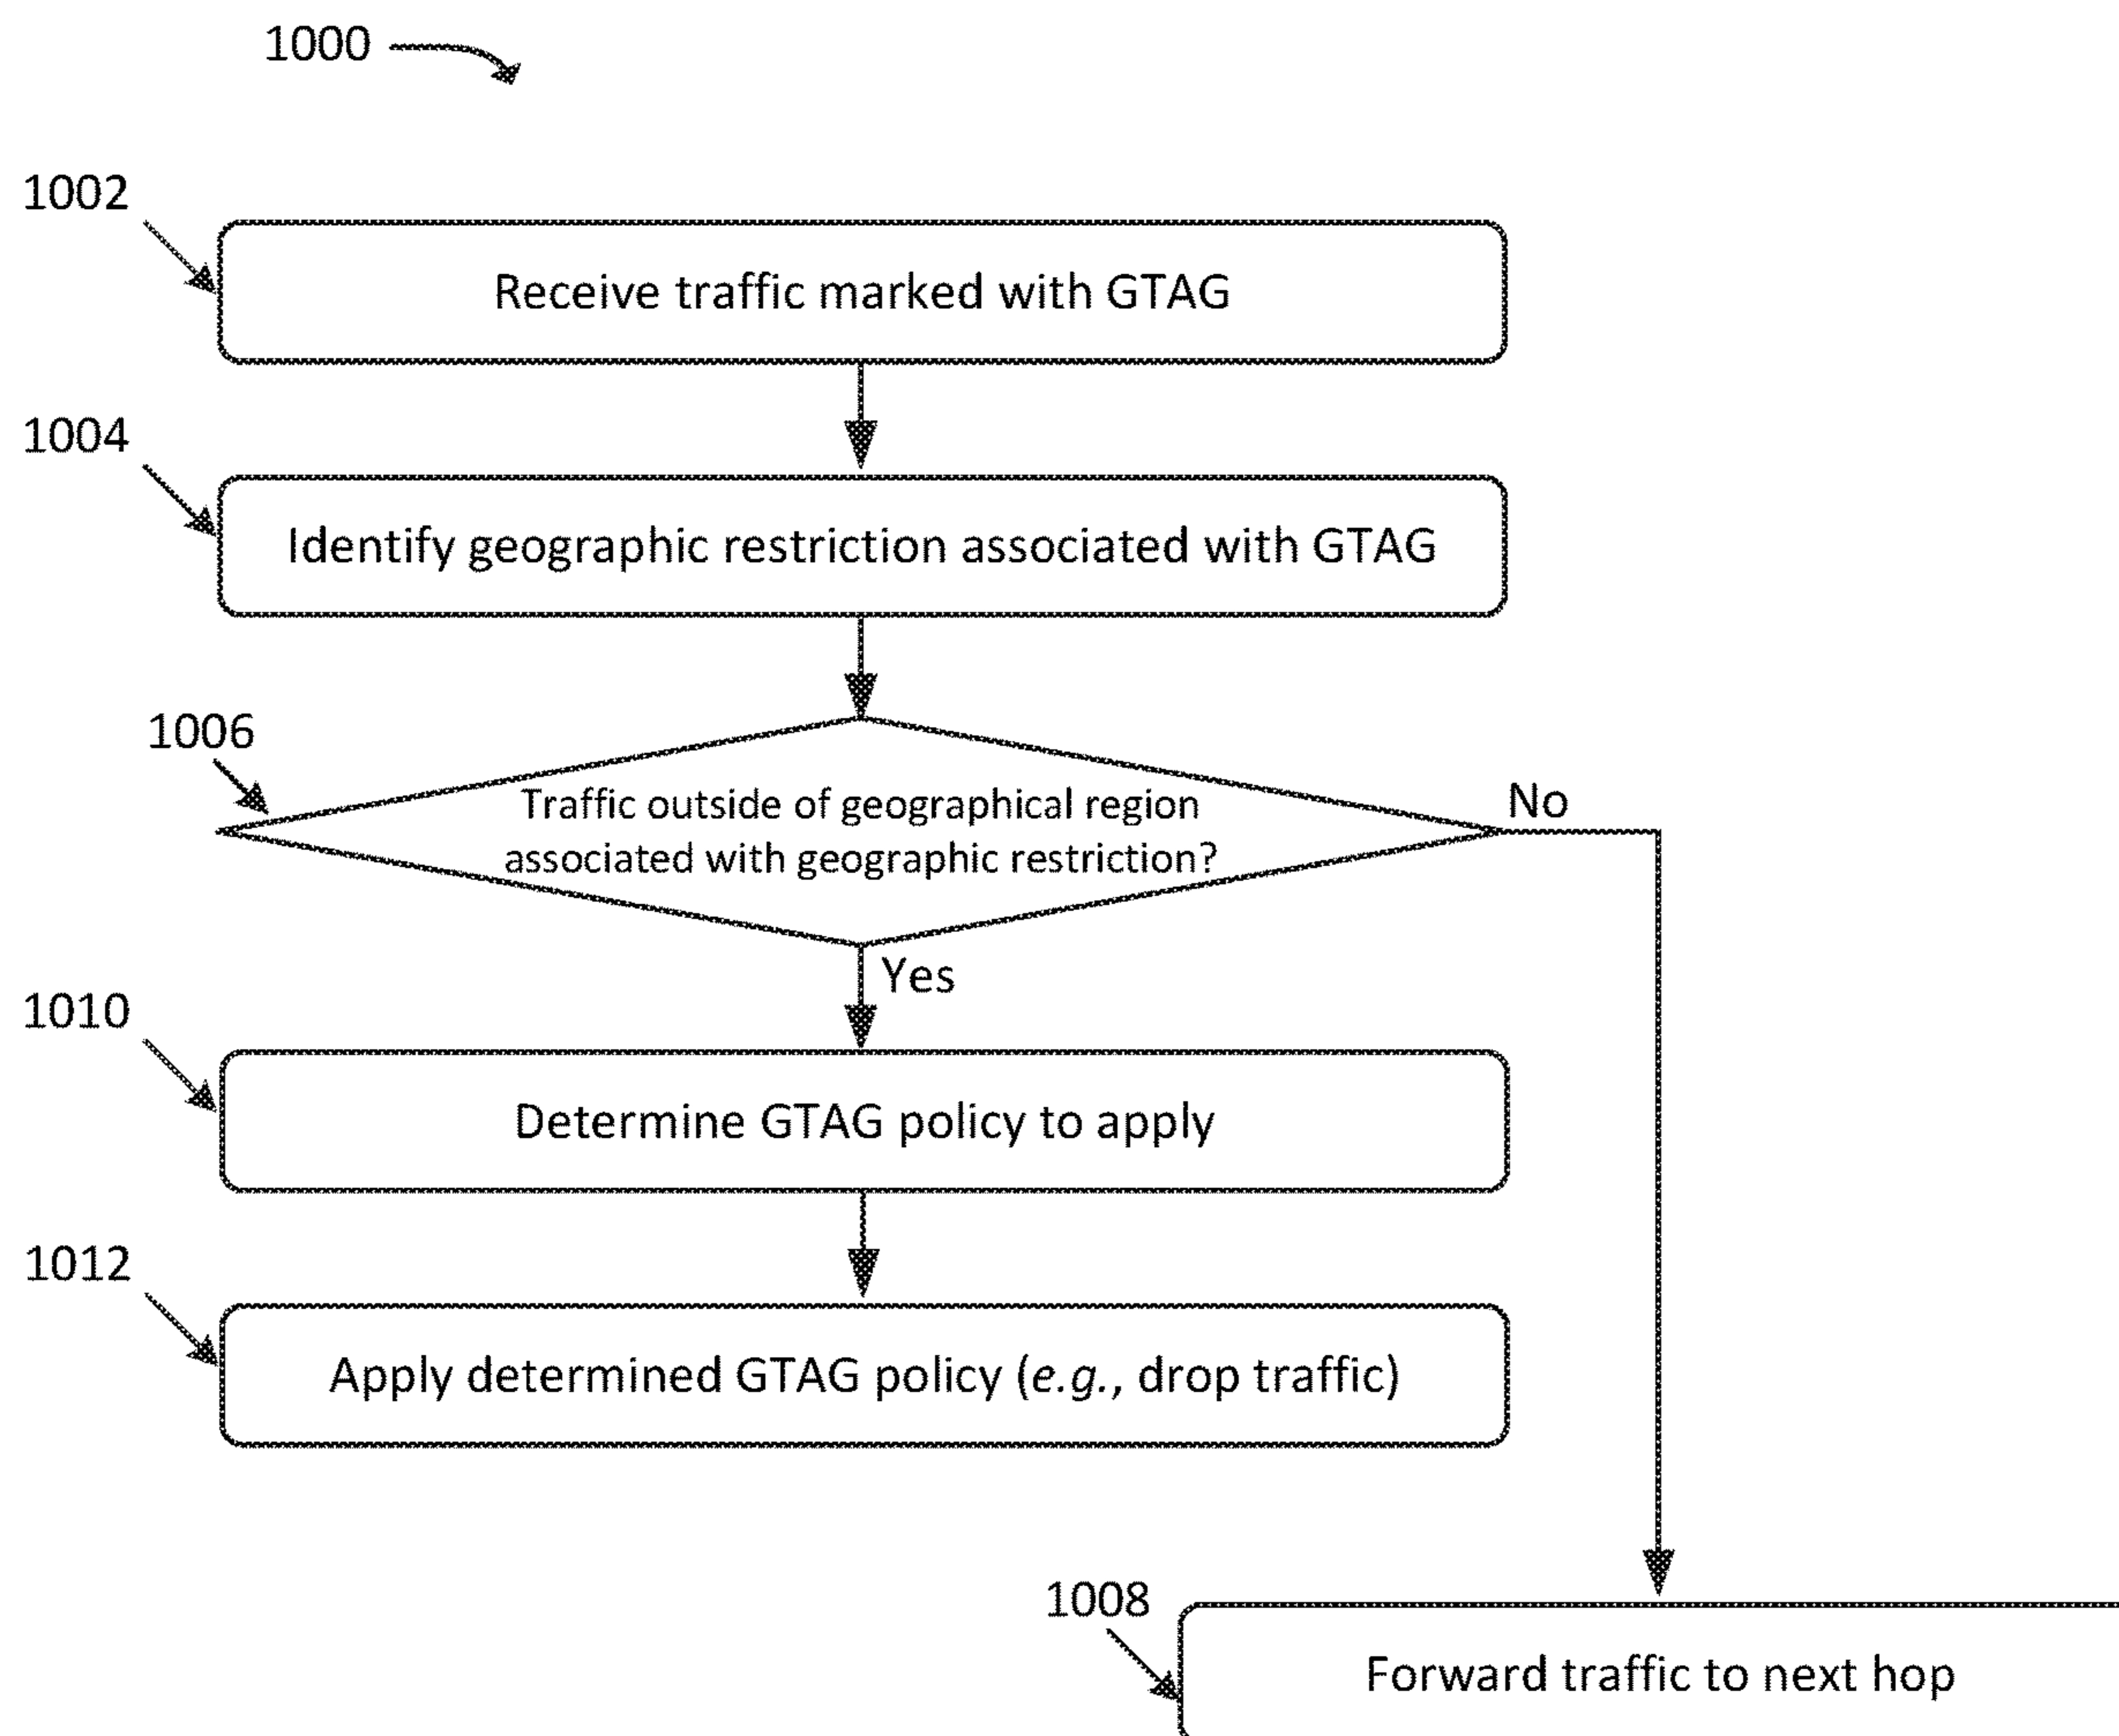 1000
1002
Receive traffic marked with GTAG
1004
Identify geographic restriction associated with GTAG
1006
Traffic outside of geographical region
associated with geographic restriction?
No
Yes
1010
Determine GTAG policy to apply
1012
Apply determined GTAG policy (e.g., drop traffic)
1008
Forward traffic to next hop